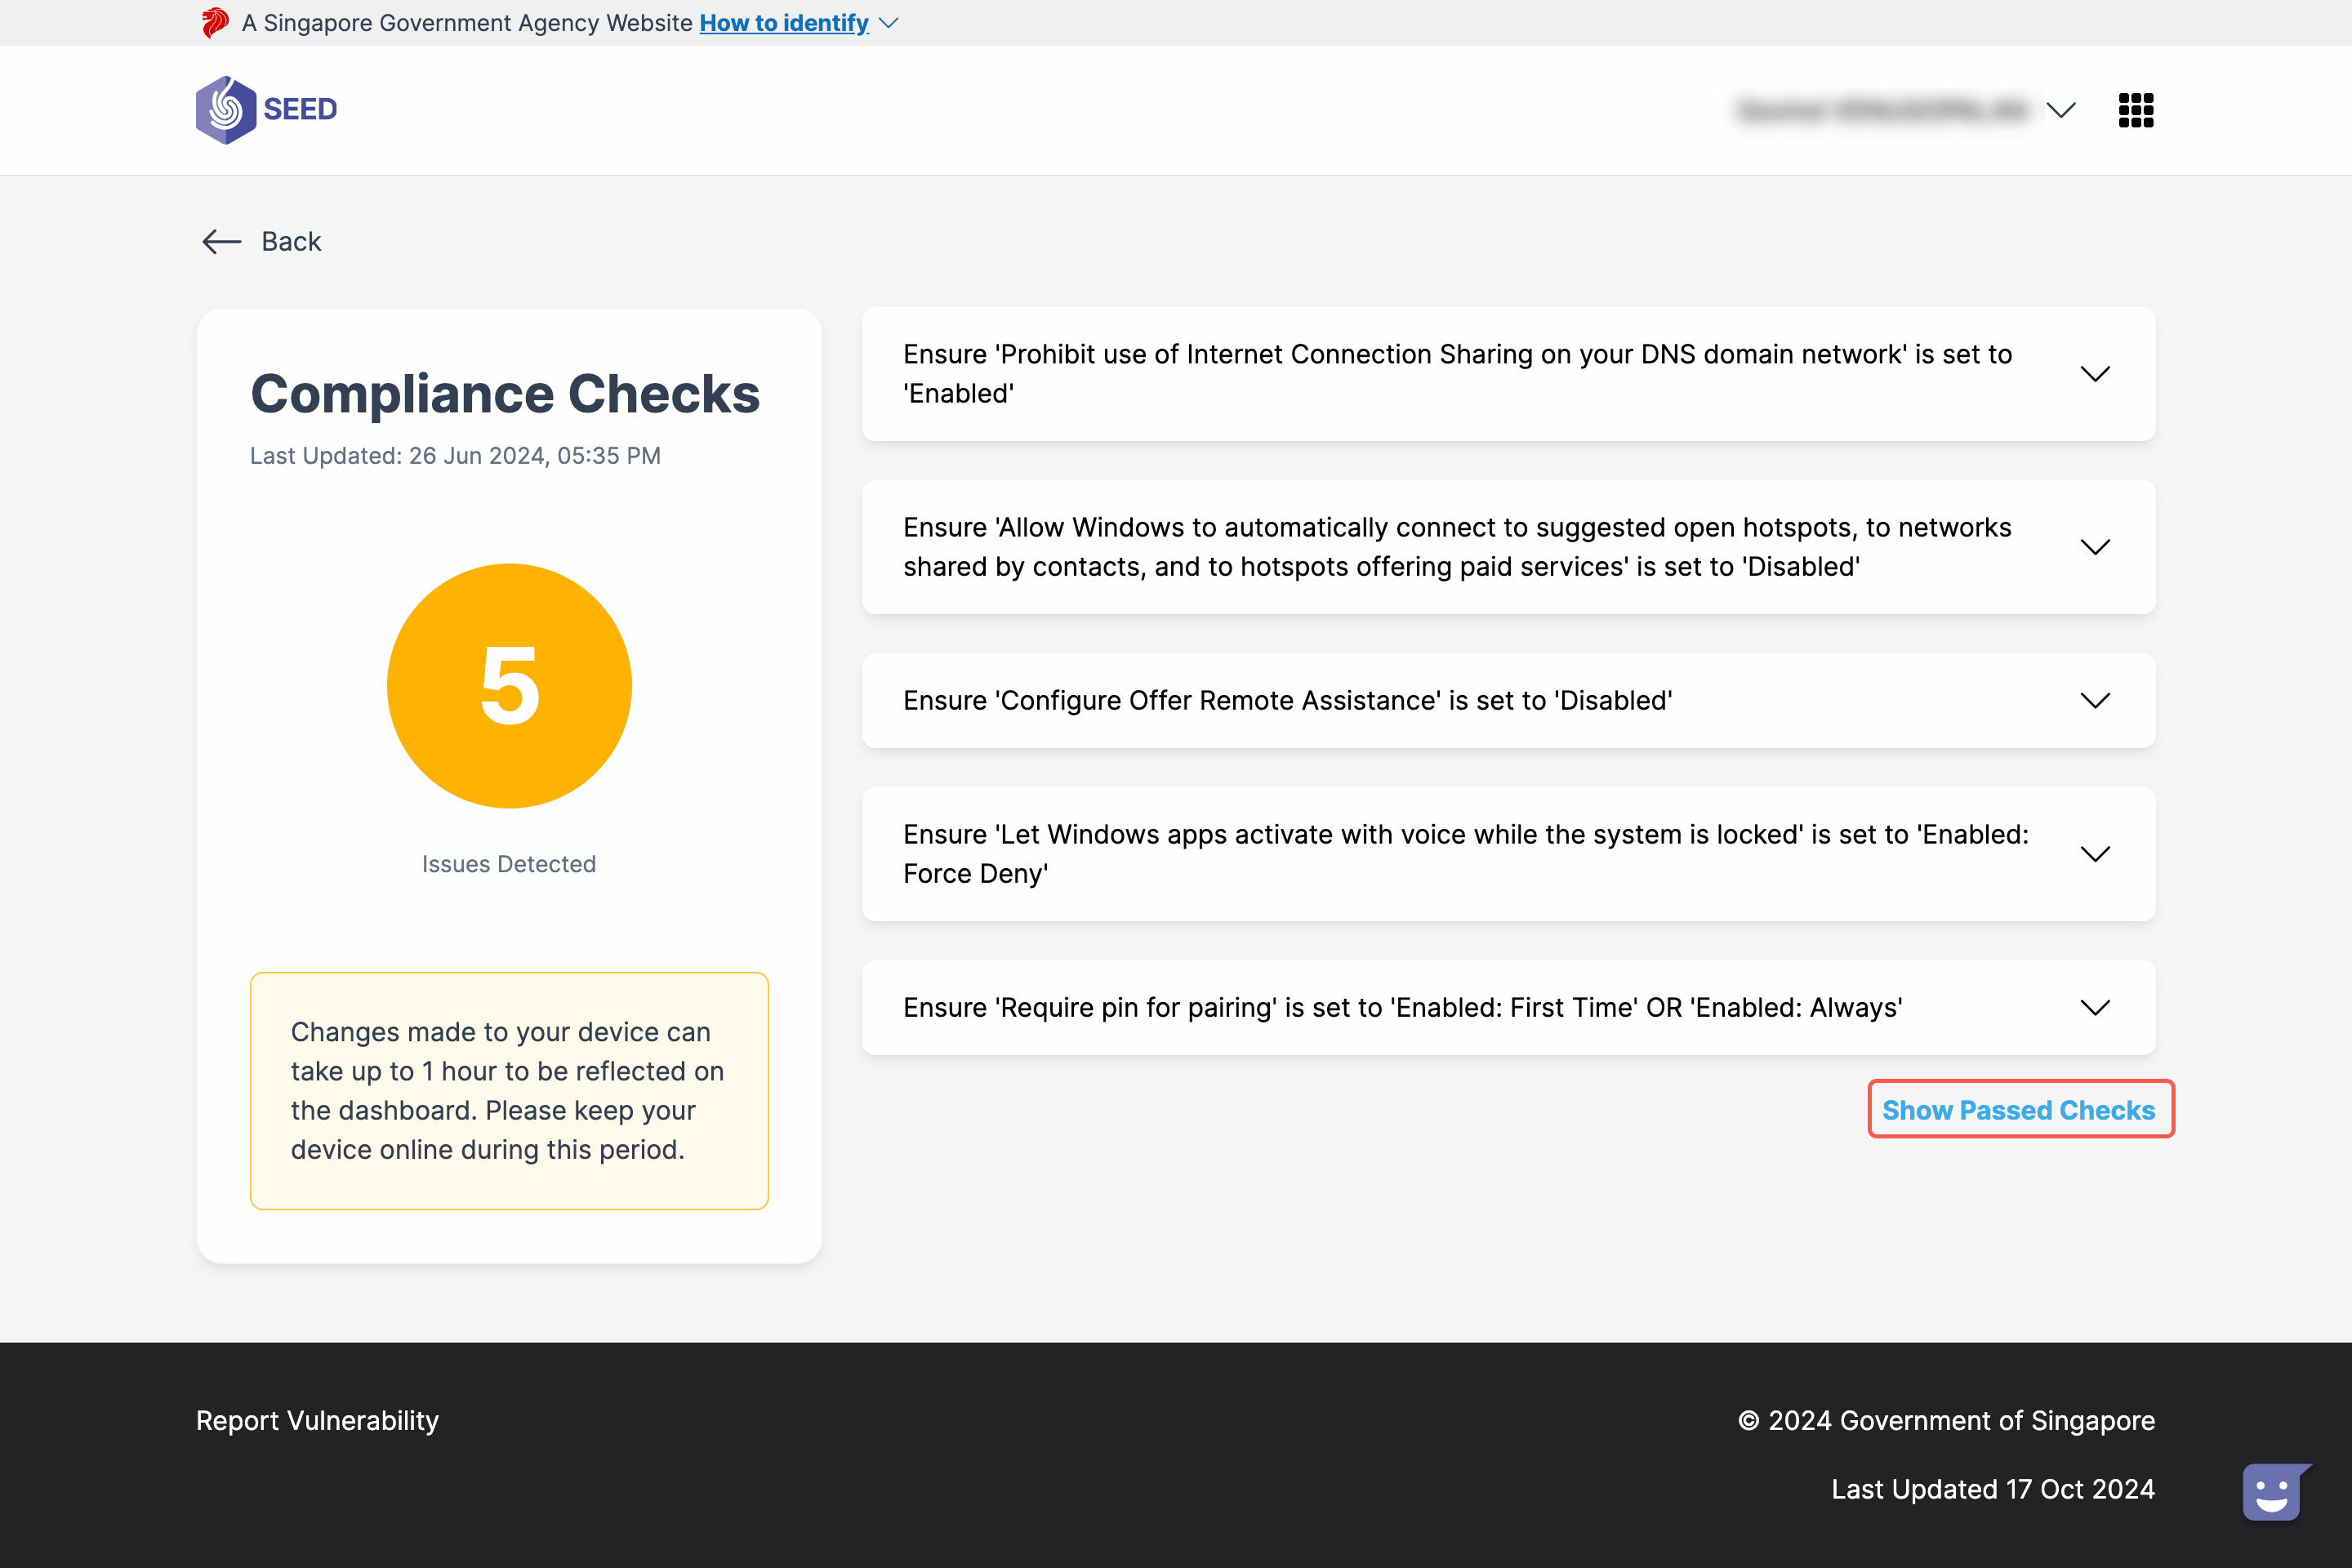 A Singapore Government Agency Website How to identify
SEED
Back
Compliance Checks
Last Updated: 26 Jun 2024, 05:35 PM
5
Issues Detected
Changes made to your device can
take up to 1 hour to be reflected on
the dashboard. Please keep your
device online during this period.
Ensure 'Prohibit use of Internet Connection Sharing on your DNS domain network' is set to
'Enabled'
Ensure 'Allow Windows to automatically connect to suggested open hotspots, to networks
shared by contacts, and to hotspots offering paid services' is set to 'Disabled'
Ensure 'Configure Offer Remote Assistance' is set to 'Disabled'
Ensure 'Let Windows apps activate with voice while the system is locked' is set to 'Enabled:
Force Deny'
Ensure 'Require pin for pairing' is set to 'Enabled: First Time' OR 'Enabled: Always'
Show Passed Checks
Report Vulnerability
© 2024 Government of Singapore
Last Updated 17 Oct 2024